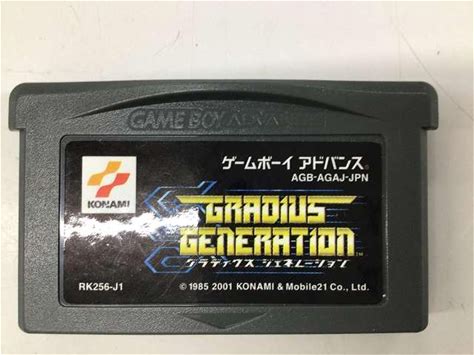 GAME BOY ADVA
ゲームボーイ アドバンス
AGB-AGAJ-JPN
KONAMI
GRADIUS
GENERATION™
グラディウス ジェネレーション
RK256-J1
© 1985 2001 KONAMI & Mobile21 Co., Ltd.